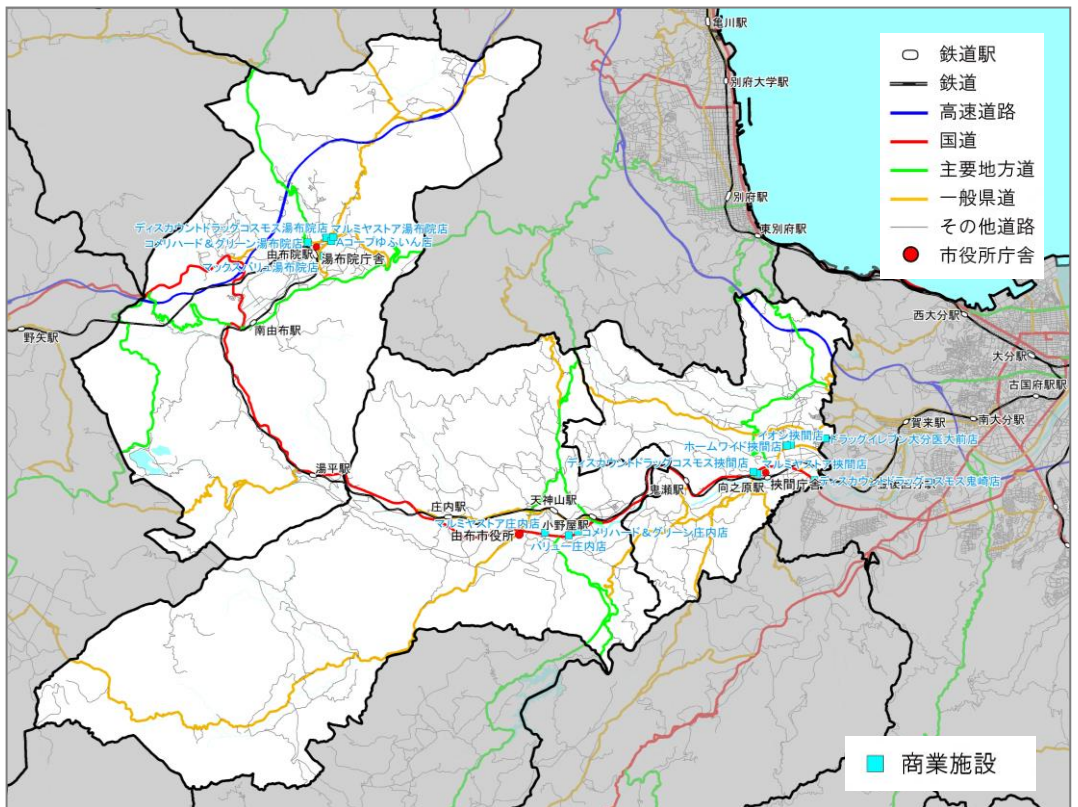 亀川駅
別府大学駅
別府駅
東別府駅
鉄道駅
鉄道
高速道路
国道
主要地方道
一般県道
その他道路
市役所庁舎
ディスカウントドラッグコスモス湯布院店
マルミヤストア湯布院店
コメリハード&グリーン湯布院店
Aコープゆふいん店
由布院駅
湯布院庁舎
マックスバリュ湯布院店
野矢駅
南由布駅
西大分駅
大分駅
古国府駅
賀来駅
南大分駅
イオン挾間店
ドラッグイレブン大分医大前店
ホームワイド挾間店
ディスカウントドラッグコスモス挾間店
マルミヤストア挾間店
湯平駅
鬼瀬駅
向之原駅
挾間庁舎
ディスカウントドラッグコスモス鬼崎店
庄内駅
天神山駅
マルミヤストア庄内店
小野屋駅
由布市役所
コメリハード&グリーン庄内店
バリュー庄内店
商業施設